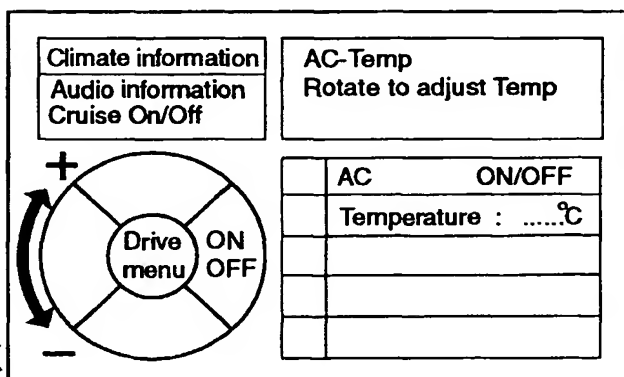 Climate information
Audio information
Cruise On/Off
AC-Temp
Rotate to adjust Temp
+
Drive
menu
ON
OFF
−
AC ON/OFF
Temperature : ......°C